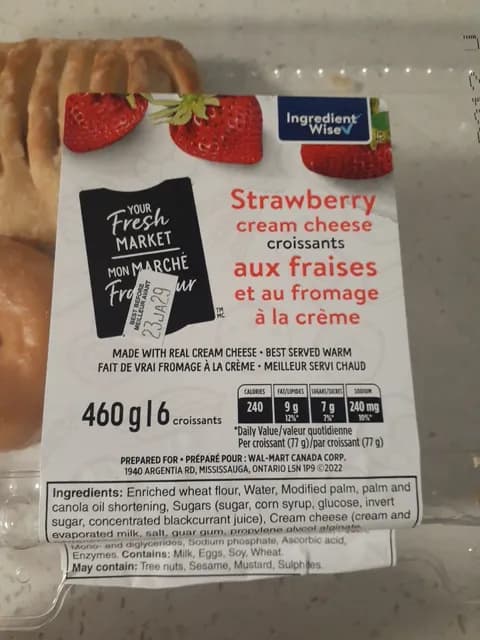 Ingredient
Wise
YOUR
Fresh
MARKET
MON MARCHÉ
ur
BEST BEFORE
MEILLEUR AVANT
23JA29
Strawberry
cream cheese
croissants
aux fraises
et au fromage
à la crème
MADE WITH REAL CREAM CHEESE • BEST SERVED WARM
FAIT DE VRAI FROMAGE À LA CRÈME • MEILLEUR SERVI CHAUD
460 g|6 croissants
CALORIES FAT/LIPIDES SUGARS/SUCRES SODIUM
240 9 g 7 g 240 mg
12%* 7%* 10%*
*Daily Value/valeur quotidienne
Per croissant (77 g)/par croissant (77 g)
PREPARED FOR • PRÉPARÉ POUR : WAL-MART CANADA CORP.
1940 ARGENTIA RD, MISSISSAUGA, ONTARIO L5N 1P9 ©2022
Ingredients: Enriched wheat flour, Water, Modified palm, palm and
canola oil shortening, Sugars (sugar, corn syrup, glucose, invert
sugar, concentrated blackcurrant juice), Cream cheese (cream and
evaporated milk, salt, guar gum, propylene glycol alginate,
Mono- and diglycerides, Sodium phosphate, Ascorbic acid,
Enzymes. Contains: Milk, Eggs, Soy, Wheat.
May contain: Tree nuts, Sesame, Mustard, Sulphites.